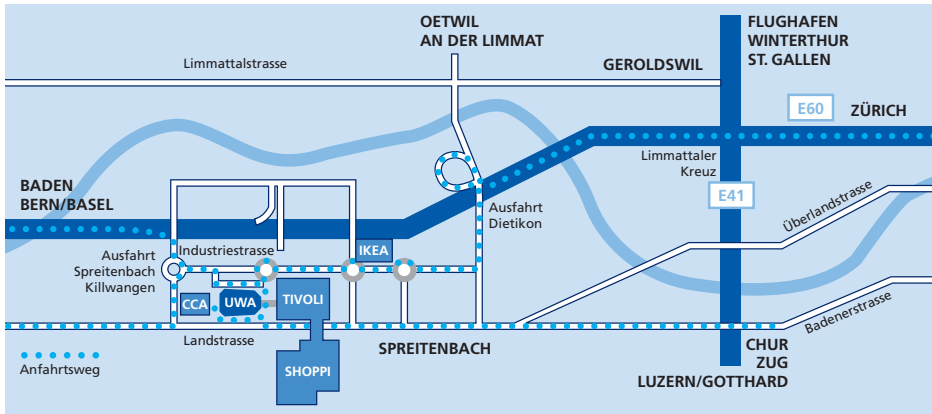 OETWIL
AN DER LIMMAT
FLUGHAFEN
WINTERTHUR
ST. GALLEN
Limmattalstrasse
GEROLDSWIL
E60
ZÜRICH
Limmattaler
Kreuz
E41
BADEN
BERN/BASEL
Ausfahrt
Dietikon
Überlandstrasse
Industriestrasse
IKEA
Ausfahrt
Spreitenbach
Killwangen
CCA
UWA
TIVOLI
Badenerstrasse
Landstrasse
SPREITENBACH
CHUR
ZUG
LUZERN/GOTTHARD
Anfahrtsweg
SHOPPI